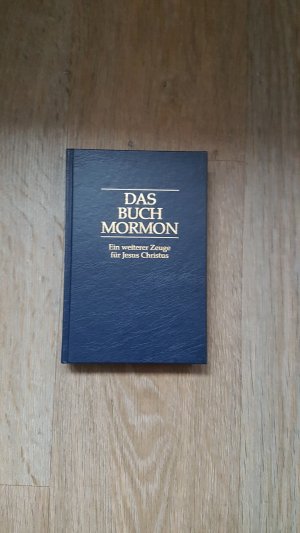 DAS
BUCH
MORMON
Ein weiterer Zeuge
für Jesus Christus